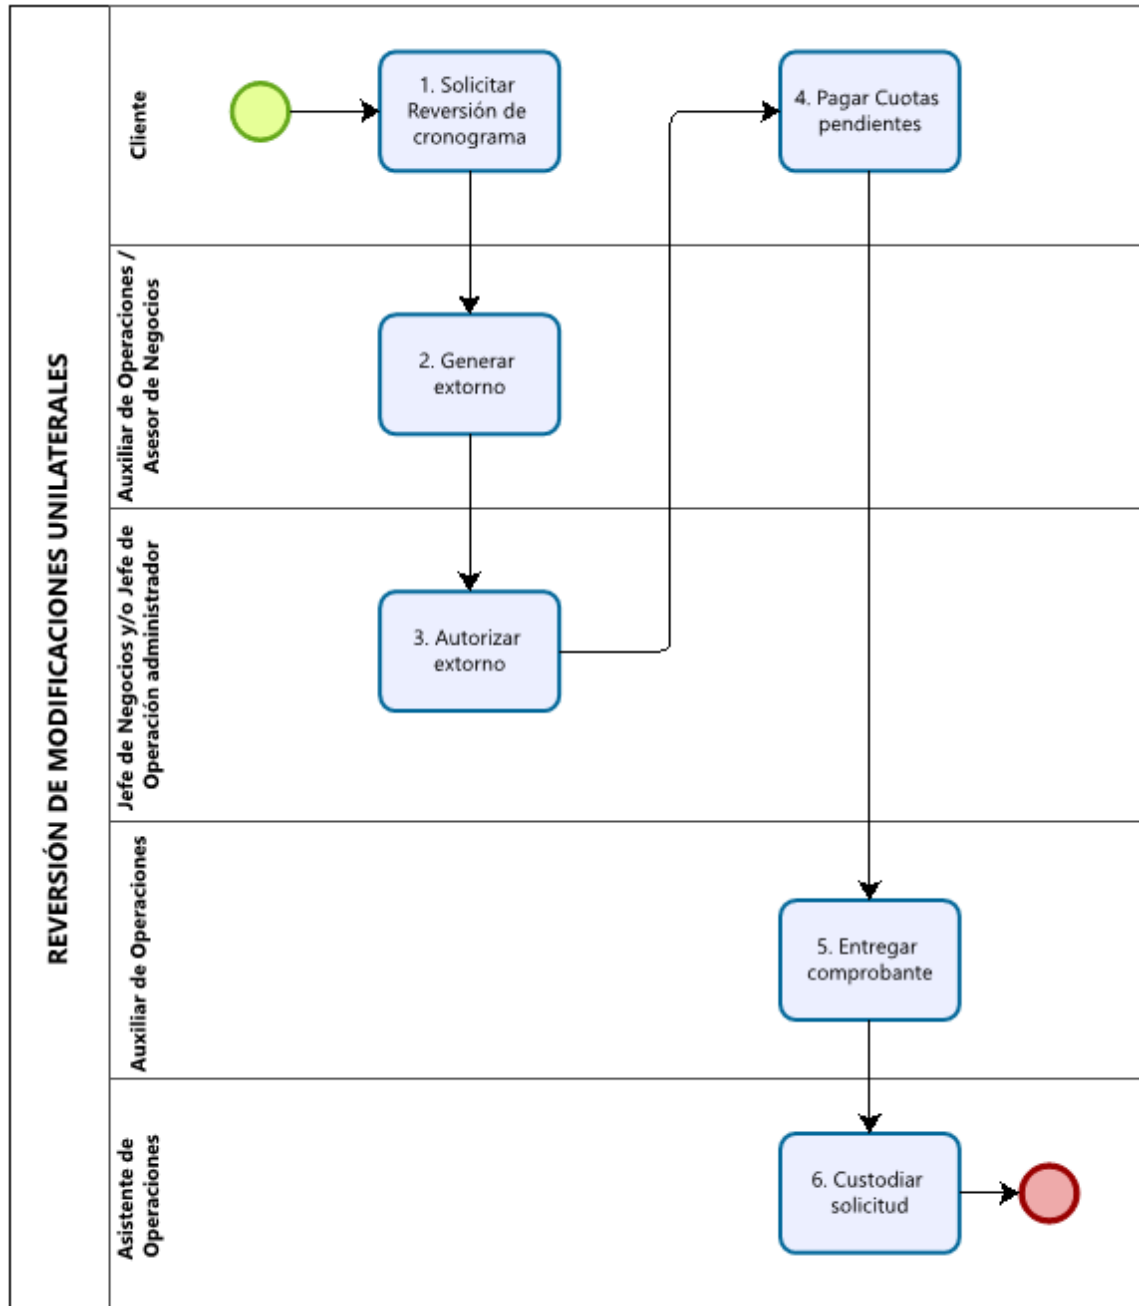 REVERSIÓN DE MODIFICACIONES UNILATERALES
Cliente
1. Solicitar
Reversión de
cronograma
4. Pagar Cuotas
pendientes
Auxiliar de Operaciones /
Asesor de Negocios
2. Generar
extorno
Jefe de Negocios y/o Jefe de
Operación administrador
3. Autorizar
extorno
Auxiliar de Operaciones
5. Entregar
comprobante
Asistente de
Operaciones
6. Custodiar
solicitud